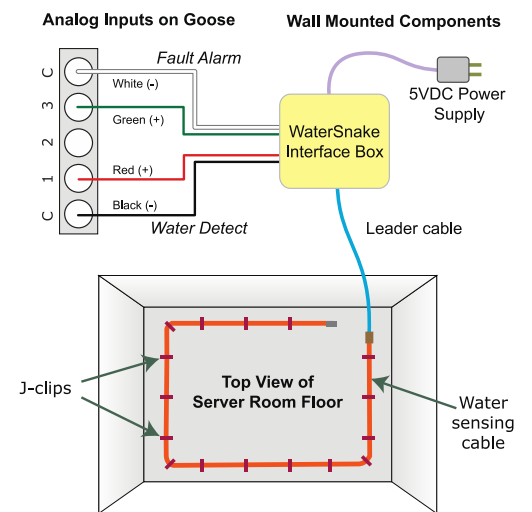 Analog Inputs on Goose
Wall Mounted Components
Fault Alarm
C
White (-)
3
Green (+)
2
1
Red (+)
C
Black (-)
Water Detect
WaterSnake
Interface Box
5VDC Power
Supply
Leader cable
J-clips
Top View of
Server Room Floor
Water
sensing
cable